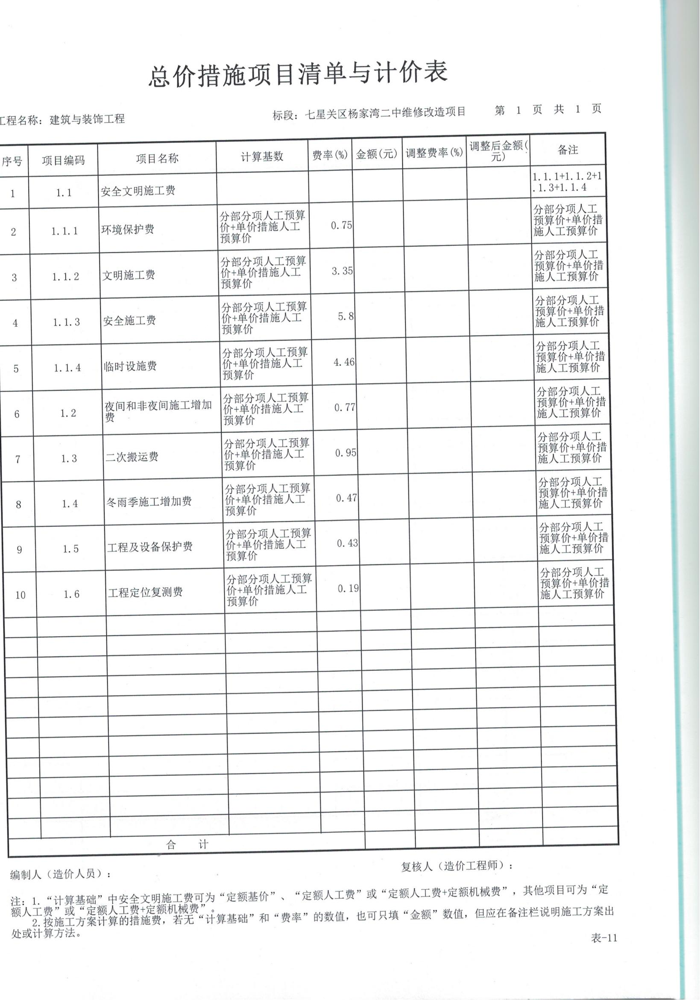 总价措施项目清单与计价表
工程名称：建筑与装饰工程 标段：七星关区杨家湾二中维修改造项目 第 1 页 共 1 页
序号 项目编码 项目名称 计算基数 费率(%) 金额(元) 调整费率(%) 调整后金额(
元) 备注
1 1.1 安全文明施工费 1.1.1+1.1.2+1
.1.3+1.1.4
2 1.1.1 环境保护费 分部分项人工预算
价+单价措施人工
预算价 0.75 分部分项人工
预算价+单价措
施人工预算价
3 1.1.2 文明施工费 分部分项人工预算
价+单价措施人工
预算价 3.35 分部分项人工
预算价+单价措
施人工预算价
4 1.1.3 安全施工费 分部分项人工预算
价+单价措施人工
预算价 5.8 分部分项人工
预算价+单价措
施人工预算价
5 1.1.4 临时设施费 分部分项人工预算
价+单价措施人工
预算价 4.46 分部分项人工
预算价+单价措
施人工预算价
6 1.2 夜间和非夜间施工增加
费 分部分项人工预算
价+单价措施人工
预算价 0.77 分部分项人工
预算价+单价措
施人工预算价
7 1.3 二次搬运费 分部分项人工预算
价+单价措施人工
预算价 0.95 分部分项人工
预算价+单价措
施人工预算价
8 1.4 冬雨季施工增加费 分部分项人工预算
价+单价措施人工
预算价 0.47 分部分项人工
预算价+单价措
施人工预算价
9 1.5 工程及设备保护费 分部分项人工预算
价+单价措施人工
预算价 0.43 分部分项人工
预算价+单价措
施人工预算价
10 1.6 工程定位复测费 分部分项人工预算
价+单价措施人工
预算价 0.19 分部分项人工
预算价+单价措
施人工预算价
合 计
编制人（造价人员）： 复核人（造价工程师）：
注：1.“计算基础”中安全文明施工费可为“定额基价”、“定额人工费”或“定额人工费+定额机械费”，其他项目可为“定
额人工费”或“定额人工费+定额机械费”。
2.按施工方案计算的措施费，若无“计算基础”和“费率”的数值，也可只填“金额”数值，但应在备注栏说明施工方案出
处或计算方法。
表-11